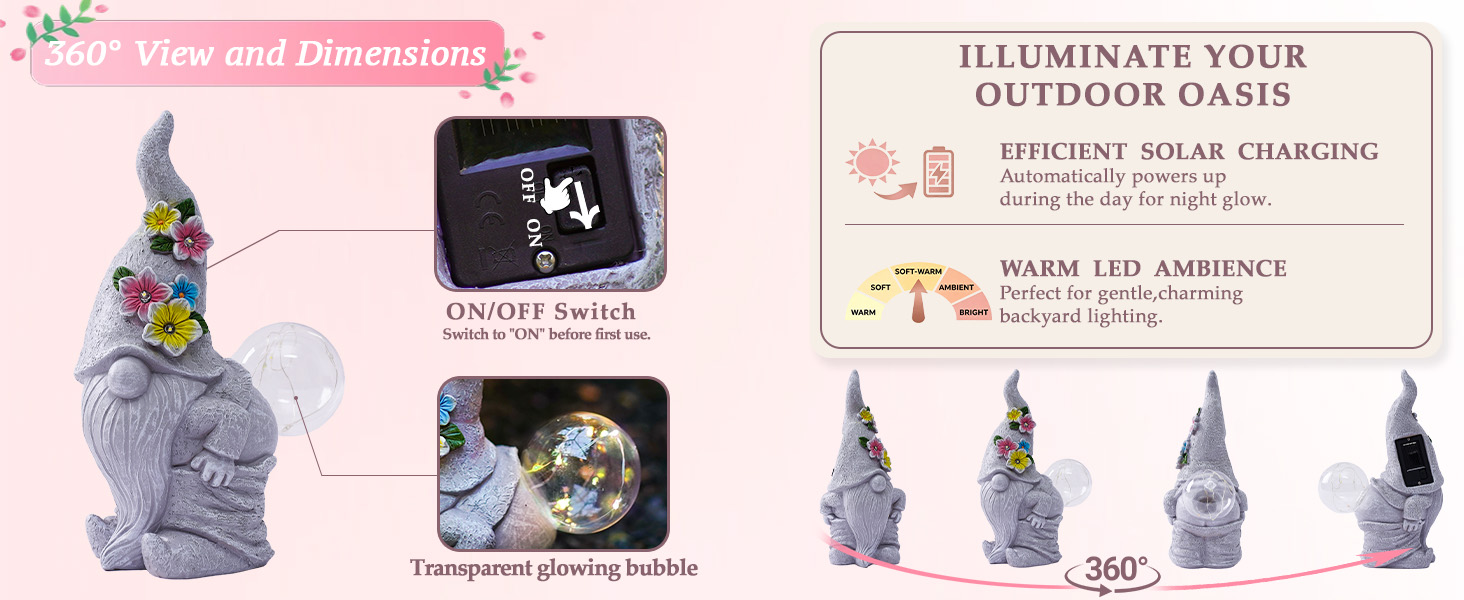 360° View and Dimensions
OFF ON
ON/OFF Switch
Switch to "ON" before first use.
Transparent glowing bubble
ILLUMINATE YOUR
OUTDOOR OASIS
EFFICIENT SOLAR CHARGING
Automatically powers up
during the day for night glow.
WARM
SOFT
SOFT-WARM
AMBIENT
BRIGHT
WARM LED AMBIENCE
Perfect for gentle,charming
backyard lighting.
360°